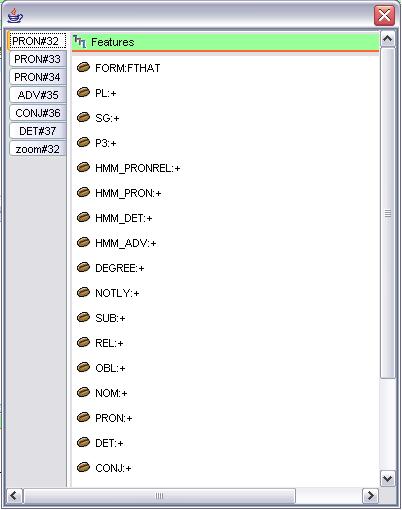 PRON#32
PRON#33
PRON#34
ADV#35
CONJ#36
DET#37
zoom#32
Features
FORM:FTHAT
PL:+
SG:+
P3:+
HMM_PRONREL:+
HMM_PRON:+
HMM_DET:+
HMM_ADV:+
DEGREE:+
NOTLY:+
SUB:+
REL:+
OBL:+
NOM:+
PRON:+
DET:+
CONJ:+